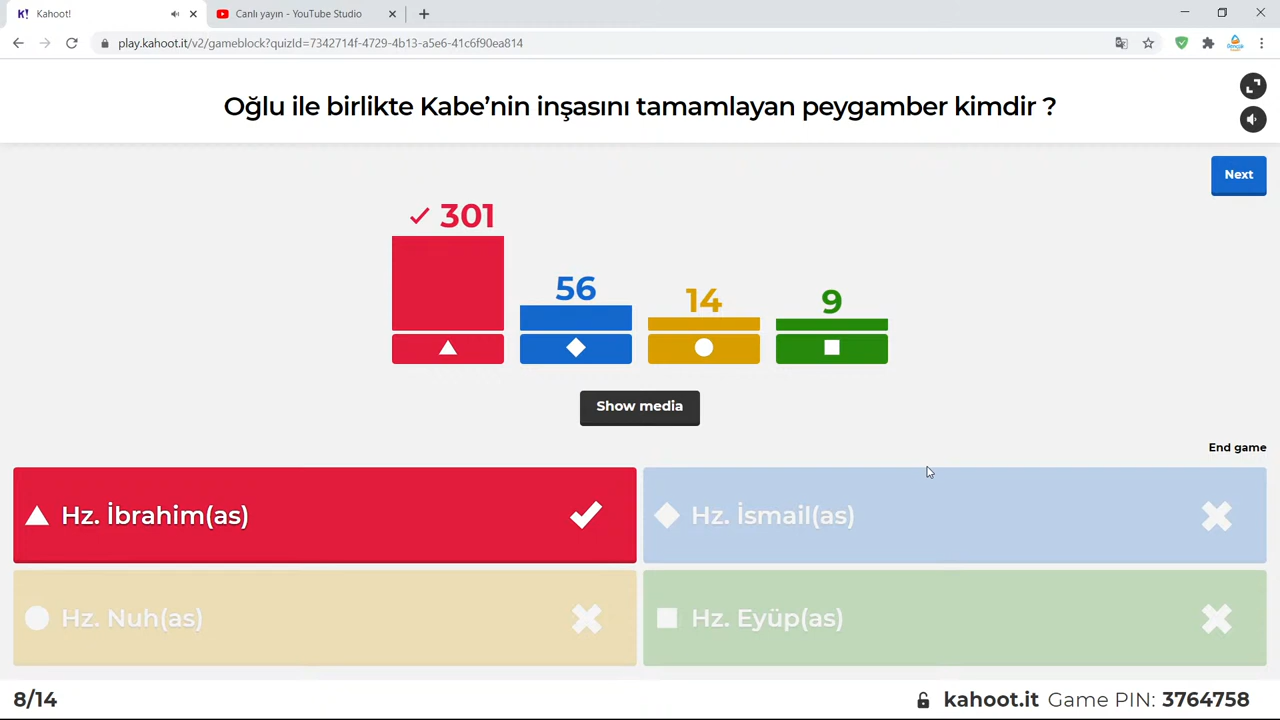 Kahoot!
Canlı yayın - YouTube Studio
play.kahoot.it/v2/gameblock?quizId=7342714f-4729-4b13-a5e6-41c6f90ea814
Oğlu ile birlikte Kabe’nin inşasını tamamlayan peygamber kimdir ?
Next
301
56
14
9
Show media
End game
Hz. İbrahim(as)
Hz. İsmail(as)
Hz. Nuh(as)
Hz. Eyüp(as)
8/14
kahoot.it Game PIN: 3764758